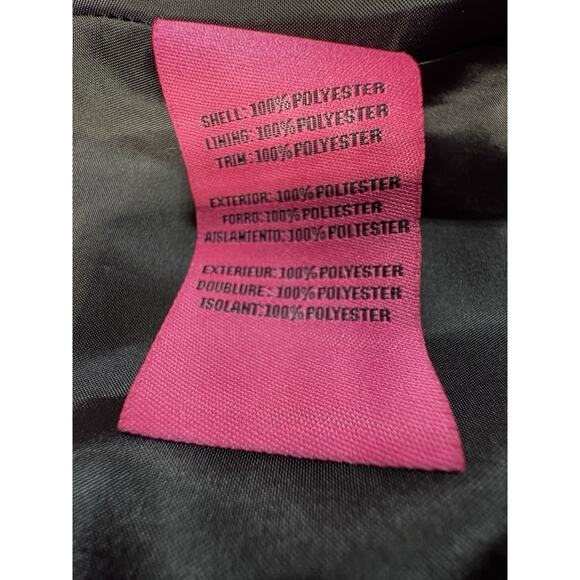 SHELL: 100% POLYESTER
LINING: 100% POLYESTER
TRIM: 100% POLYESTER
EXTERIOR: 100% POLIESTER
FORRO: 100% POLIESTER
AISLAMIENTO: 100% POLIESTER
EXTERIEUR: 100% POLYESTER
DOUBLURE: 100% POLYESTER
ISOLANT: 100% POLYESTER